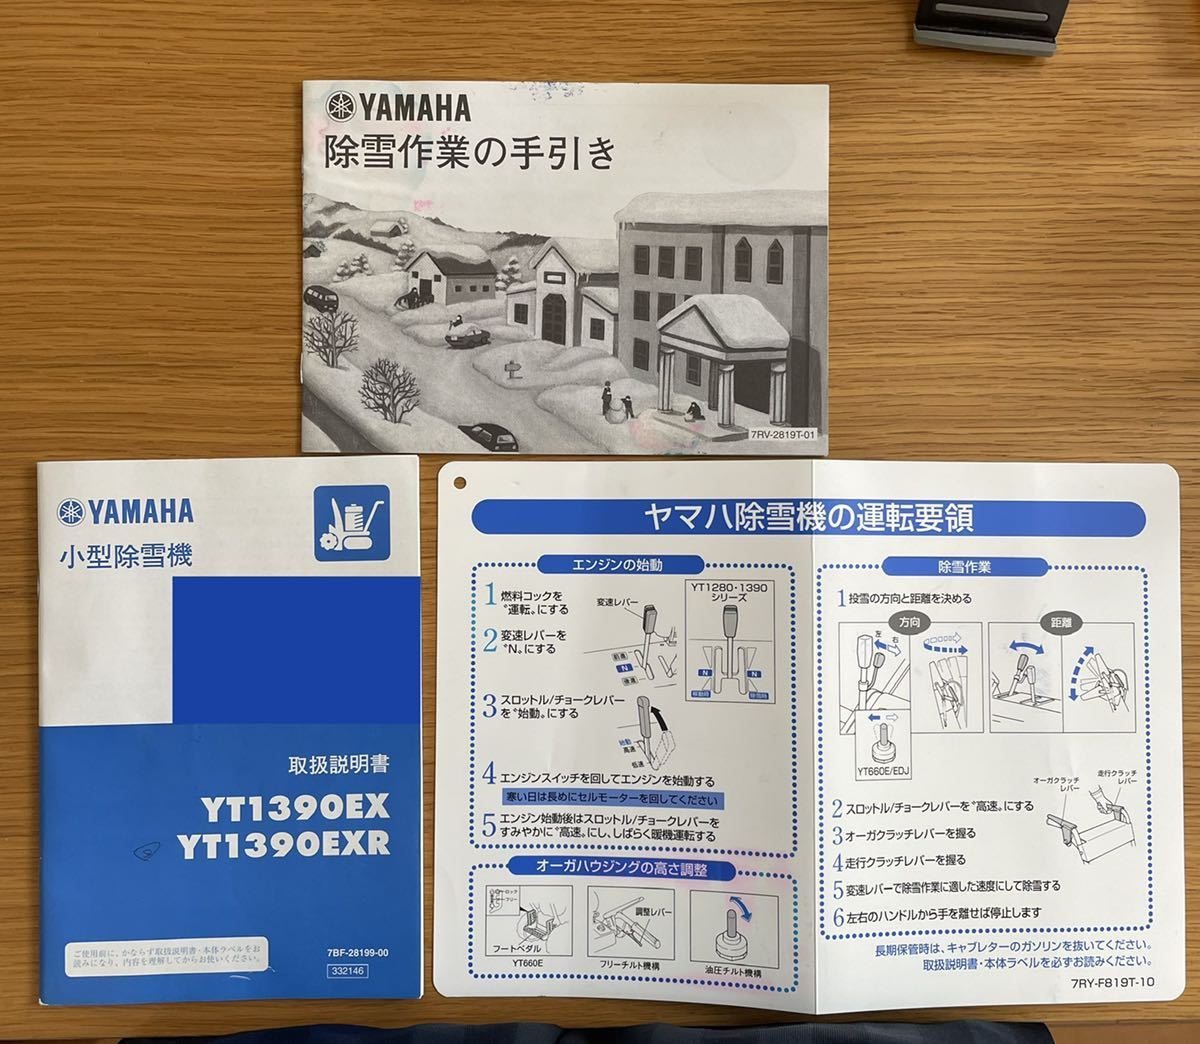 YAMAHA
除雪作業の手引き
7RV-2819T-01
YAMAHA
小型除雪機
取扱説明書
YT1390EX
YT1390EXR
ご使用前に、かならず取扱説明書・本体ラベルをお
読みになり、内容を理解してからお使いください。
7BF-28199-00
332146
ヤマハ除雪機の運転要領
エンジンの始動
1 燃料コックを
〝運転〟にする
2 変速レバーを
〝N〟にする
変速レバー
前進
N
後進
YT1280・1390
シリーズ
N
N
移動時
除雪時
3 スロットル/チョークレバー
を〝始動〟にする
始動
高速
低速
4 エンジンスイッチを回してエンジンを始動する
寒い日は長めにセルモーターを回してください
5 エンジン始動後はスロットル/チョークレバーを
すみやかに〝高速〟にし、しばらく暖機運転する
オーガハウジングの高さ調整
ロック
フリー
フートペダル
YT660E
調整レバー
フリーチルト機構
油圧チルト機構
除雪作業
1 投雪の方向と距離を決める
方向
左
右
YT660E/EDJ
距離
2 スロットル/チョークレバーを〝高速〟にする
3 オーガクラッチレバーを握る
4 走行クラッチレバーを握る
5 変速レバーで除雪作業に適した速度にして除雪する
6 左右のハンドルから手を離せば停止します
オーガクラッチ
レバー
走行クラッチ
レバー
長期保管時は、キャブレターのガソリンを抜いてください。
取扱説明書・本体ラベルを必ずお読みください。
7RY-F819T-10